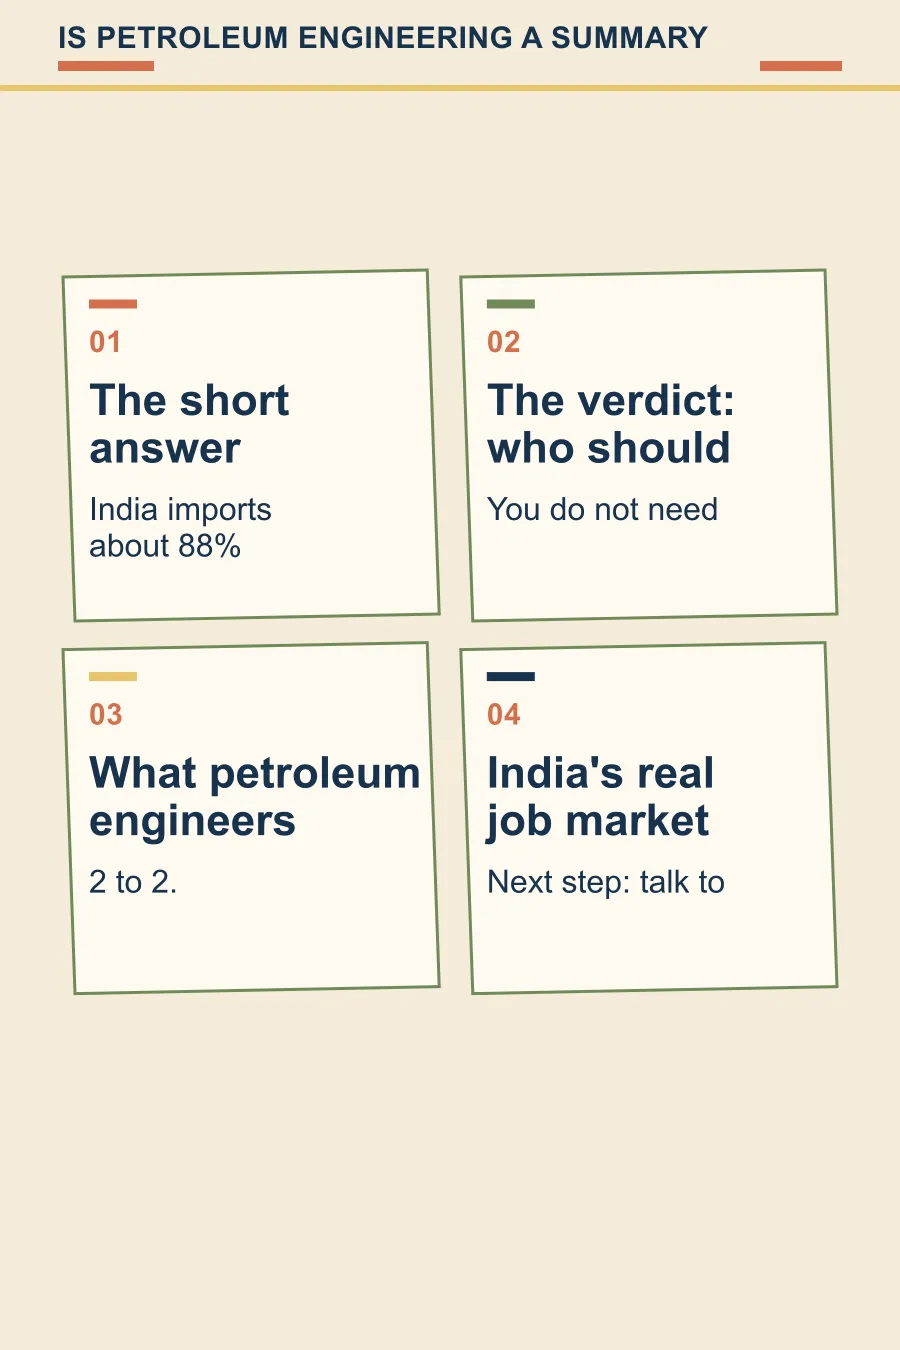 IS PETROLEUM ENGINEERING A SUMMARY
01
The short
answer
India imports
about 88%
02
The verdict:
who should
You do not need
03
What petroleum
engineers
2 to 2.
04
India's real
job market
Next step: talk to